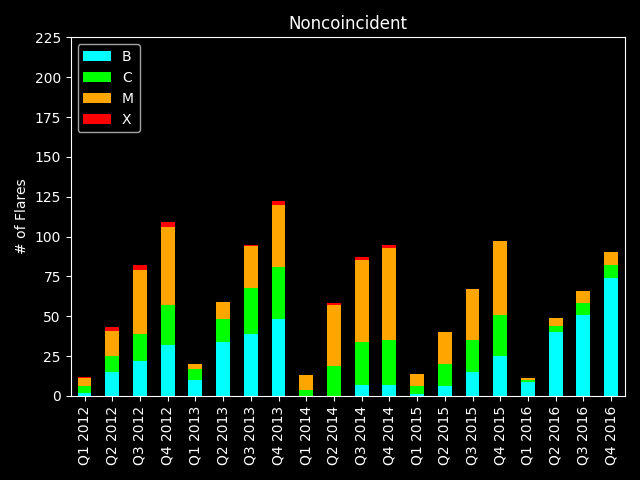 Noncoincident
225
200
175
150
125
100
75
50
25
0
# of Flares
B
C
M
X
Q1 2012
Q2 2012
Q3 2012
Q4 2012
Q1 2013
Q2 2013
Q3 2013
Q4 2013
Q1 2014
Q2 2014
Q3 2014
Q4 2014
Q1 2015
Q2 2015
Q3 2015
Q4 2015
Q1 2016
Q2 2016
Q3 2016
Q4 2016